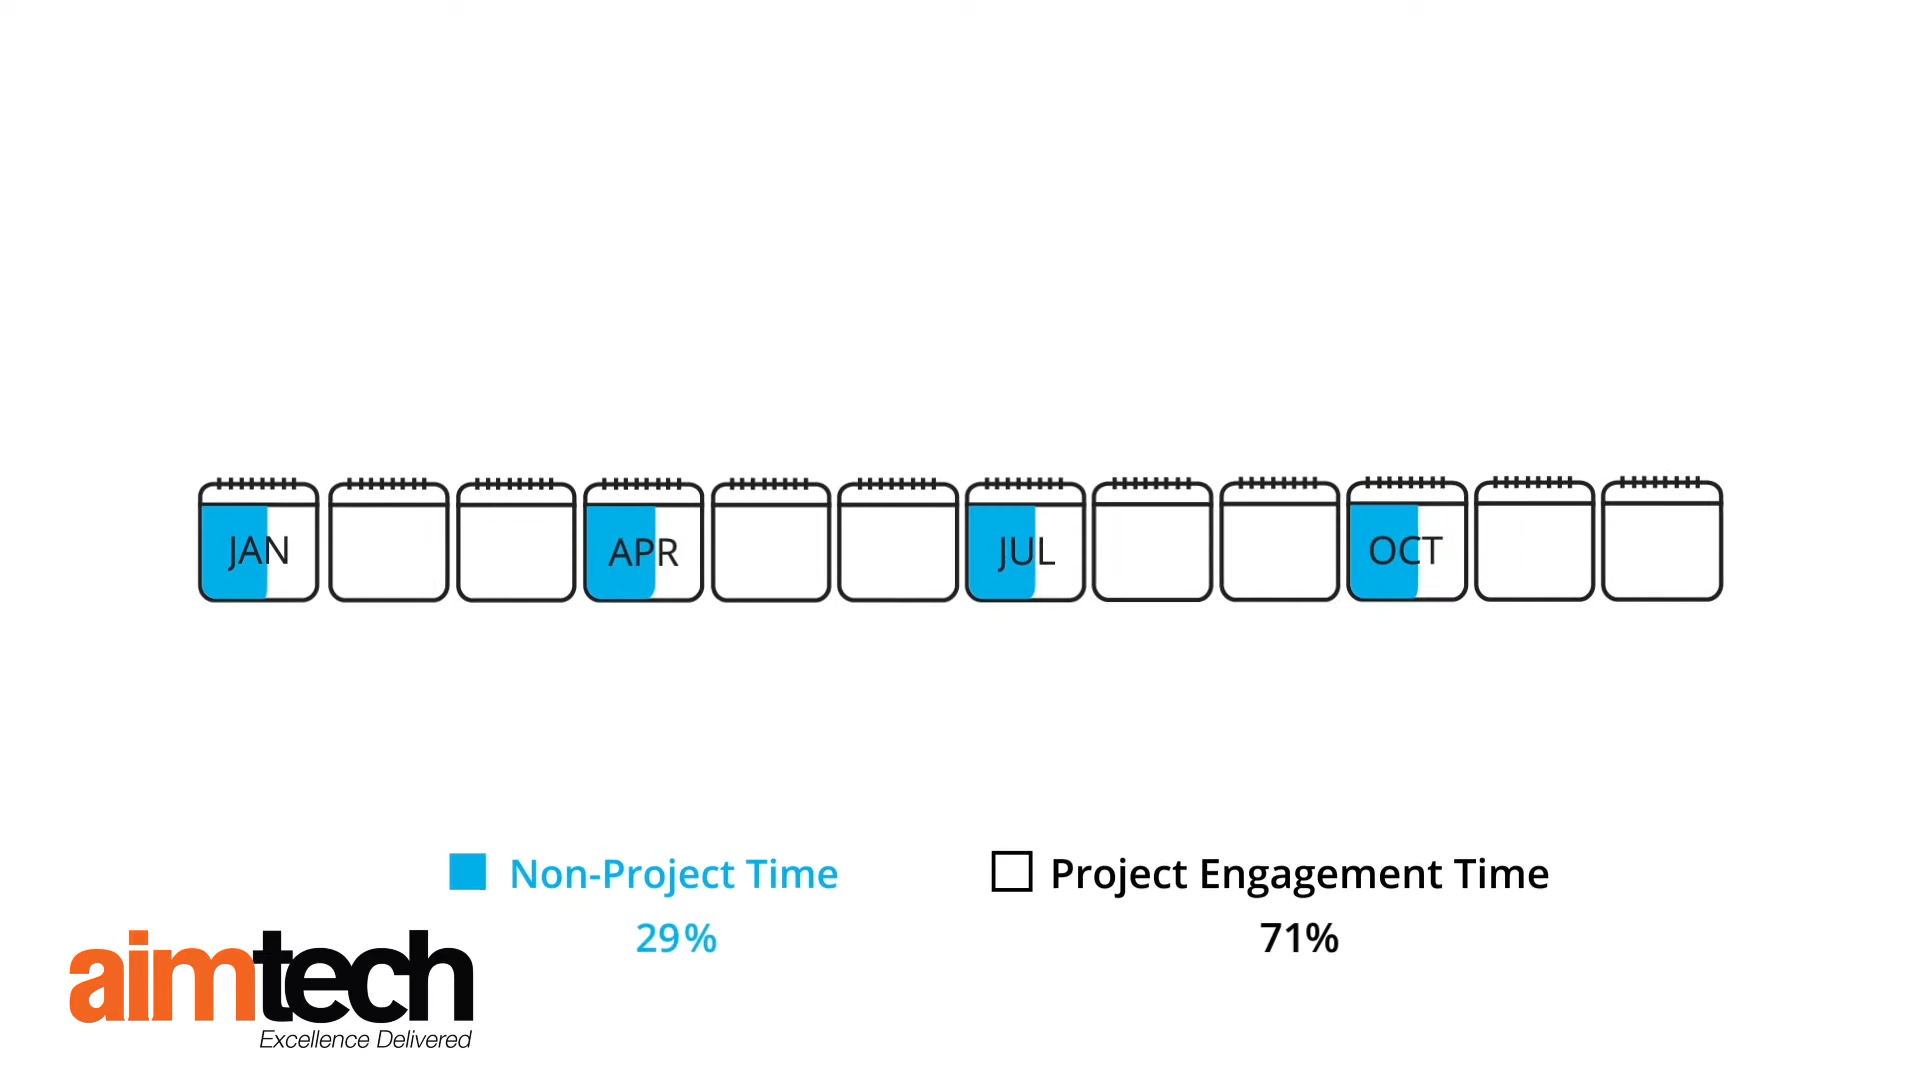 JAN APR JUL OCT
Non-Project Time Project Engagement Time
29% 71%
aimtech
Excellence Delivered